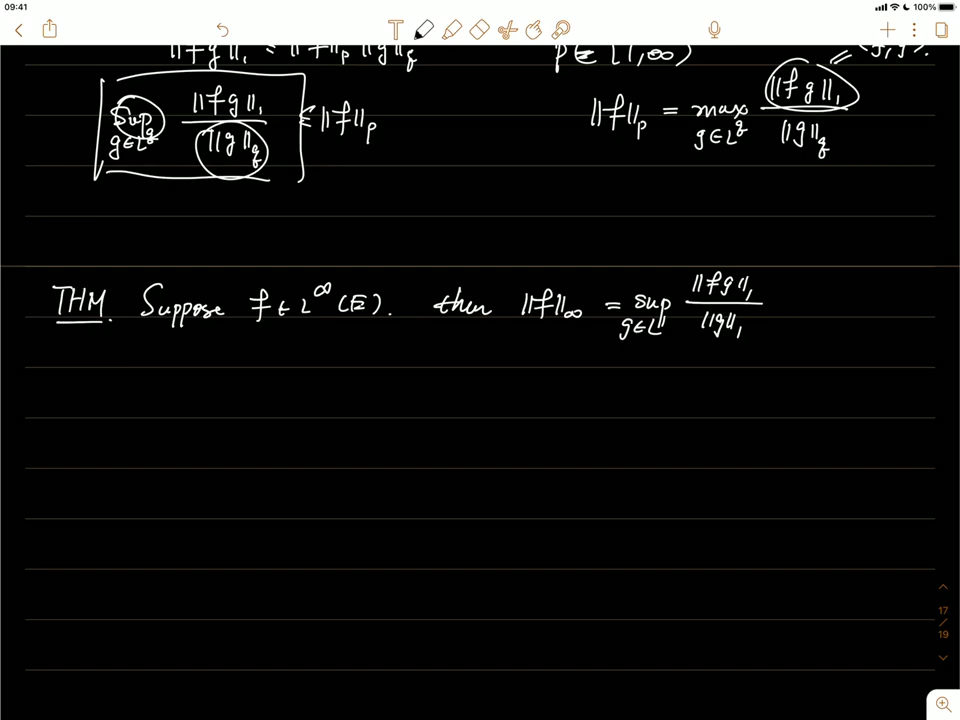 09:41 100%
‖fg‖₁ ≤ ‖f‖ₚ ‖g‖_q p ∈ [1, ∞)
sup_{g∈L^q} ‖fg‖₁ / ‖g‖_q ≤ ‖f‖ₚ ‖f‖ₚ = max_{g∈L^q} ‖fg‖₁ / ‖g‖_q
THM. Suppose f ∈ L^∞(E). then ‖f‖_∞ = sup_{g∈L¹} ‖fg‖₁ / ‖g‖₁
17
/
19